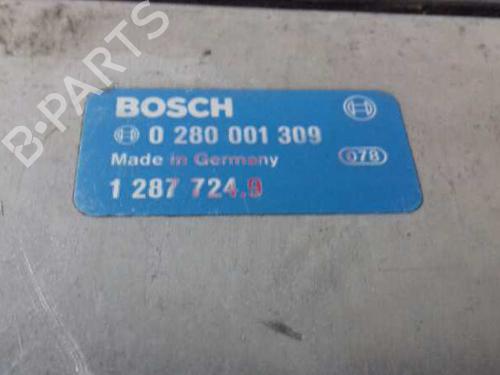 B-PARTS
BOSCH
0 280 001 309
Made in Germany
078
1 287 724.9